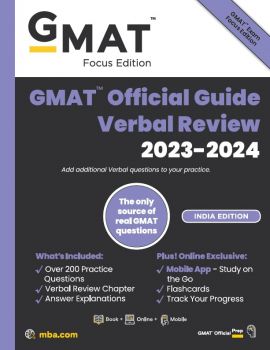 GMAT™
Focus Edition
GMAT™ Exam
Focus Edition
GMAT™ Official Guide
Verbal Review
2023–2024
Add additional Verbal questions to your practice.
The only
source of
real GMAT
questions
INDIA EDITION
What's Included:
✓ Over 200 Practice
Questions
✓ Verbal Review Chapter
✓ Answer Explanations
Plus! Online Exclusive:
✓ Mobile App - Study on
the Go
✓ Flashcards
✓ Track Your Progress
Book + Online + Mobile
mba.com
GMAT™ Official Prep